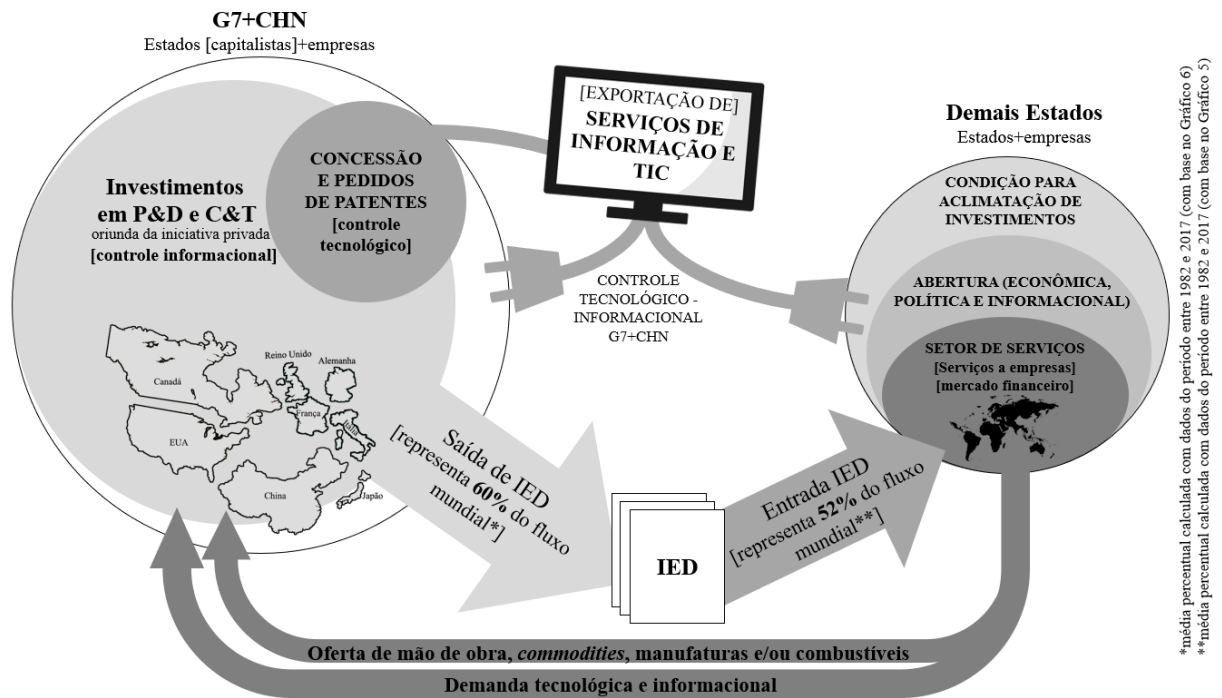 G7+CHN
Estados [capitalistas]+empresas
Investimentos
em P&D e C&T
oriunda da iniciativa privada
[controle informacional]
CONCESSÃO
E PEDIDOS
DE PATENTES
[controle
tecnológico]
[EXPORTAÇÃO DE]
SERVIÇOS DE
INFORMAÇÃO E
TIC
CONTROLE
TECNOLÓGICO -
INFORMACIONAL
G7+CHN
Demais Estados
Estados+empresas
CONDIÇÃO PARA
ACLIMATAÇÃO DE
INVESTIMENTOS
ABERTURA (ECONÔMICA,
POLÍTICA E INFORMACIONAL)
SETOR DE SERVIÇOS
[Serviços a empresas]
[mercado financeiro]
Canadá
Reino Unido
Alemanha
França
Itália
EUA
China
Japão
Saída de IED
[representa 60% do fluxo
mundial*]
IED
Entrada IED
[representa 52% do fluxo
mundial**]
Oferta de mão de obra, commodities, manufaturas e/ou combustíveis
Demanda tecnológica e informacional
*média percentual calculada com dados do período entre 1982 e 2017 (com base no Gráfico 6)
**média percentual calculada com dados do período entre 1982 e 2017 (com base no Gráfico 5)